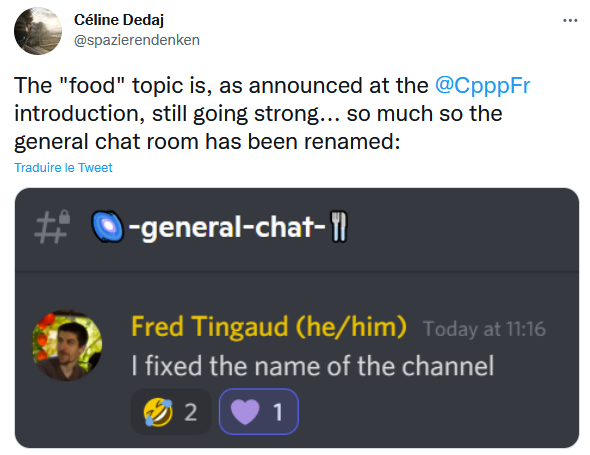 Céline Dedaj
@spazierendenken
The "food" topic is, as announced at the @CpppFr
introduction, still going strong... so much so the
general chat room has been renamed:
Traduire le Tweet
# 🌌-general-chat-🍴
Fred Tingaud (he/him) Today at 11:16
I fixed the name of the channel
🤣 2 💜 1